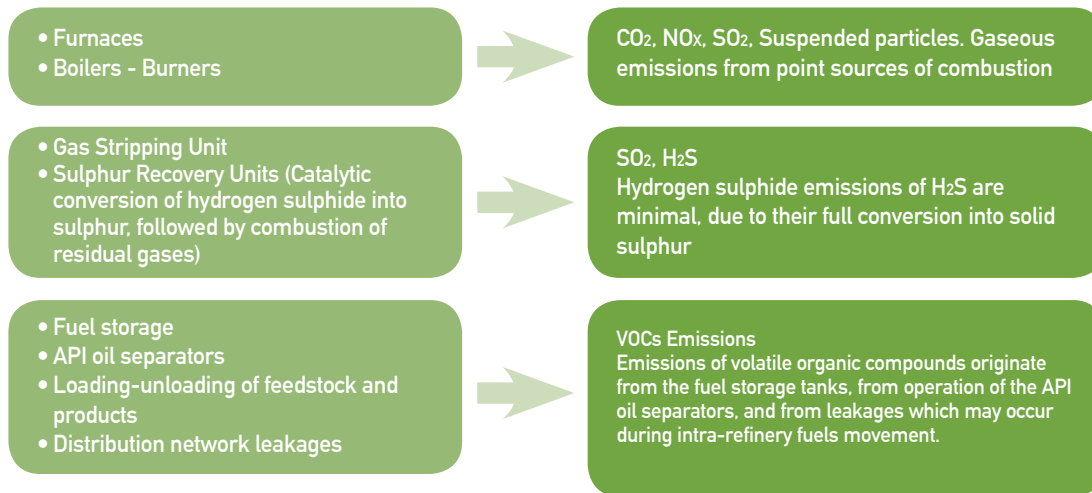 • Furnaces
• Boilers - Burners
CO₂, NOx, SO₂, Suspended particles. Gaseous
emissions from point sources of combustion
• Gas Stripping Unit
• Sulphur Recovery Units (Catalytic
conversion of hydrogen sulphide into
sulphur, followed by combustion of
residual gases)
SO₂, H₂S
Hydrogen sulphide emissions of H₂S are
minimal, due to their full conversion into solid
sulphur
• Fuel storage
• API oil separators
• Loading-unloading of feedstock and
products
• Distribution network leakages
VOCs Emissions
Emissions of volatile organic compounds originate
from the fuel storage tanks, from operation of the API
oil separators, and from leakages which may occur
during intra-refinery fuels movement.